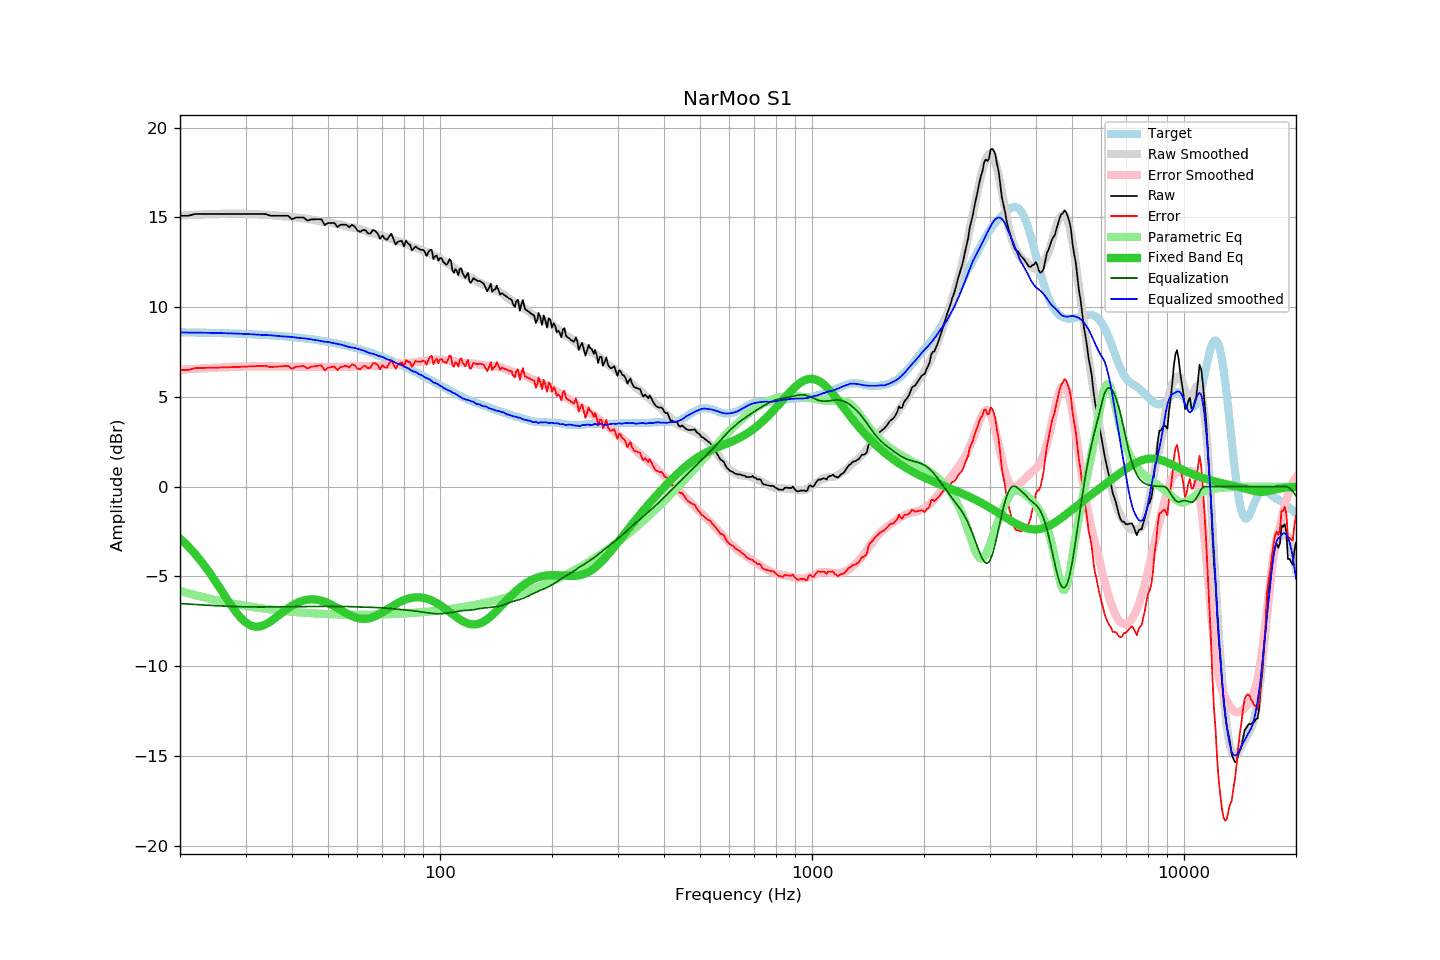 NarMoo S1
Amplitude (dBr)
20
15
10
5
0
−5
−10
−15
−20
Target
Raw Smoothed
Error Smoothed
Raw
Error
Parametric Eq
Fixed Band Eq
Equalization
Equalized smoothed
100
1000
10000
Frequency (Hz)